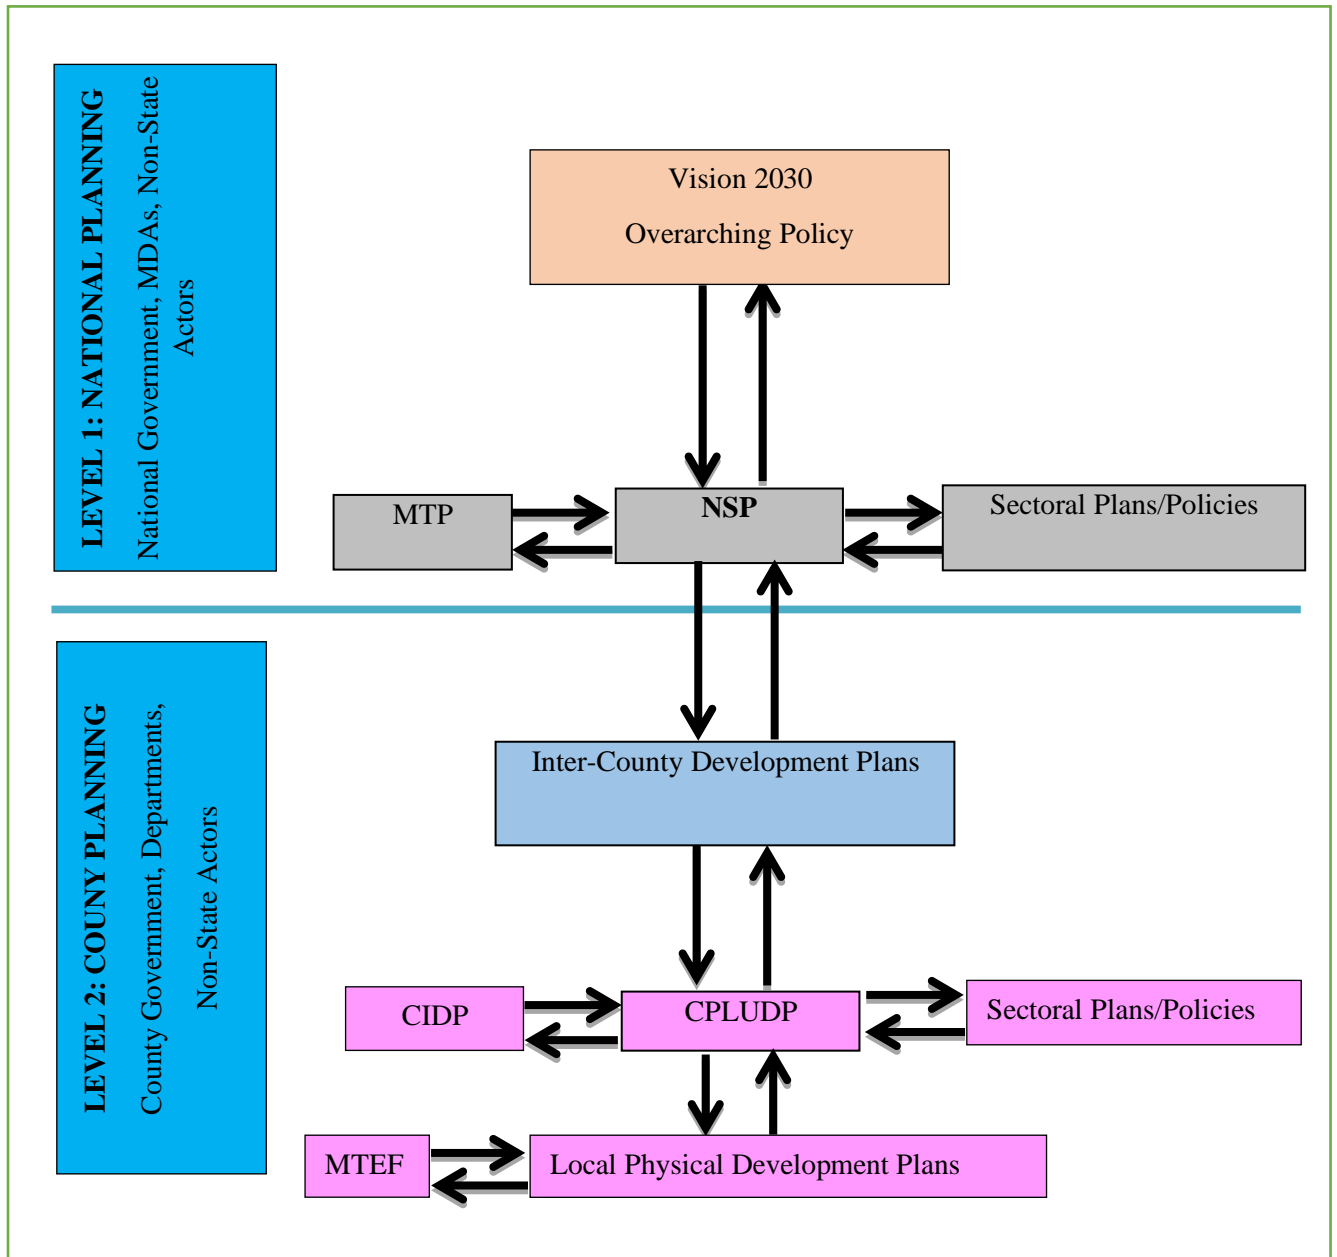 LEVEL 1: NATIONAL PLANNING
National Government, MDAs, Non-State
Actors
Vision 2030
Overarching Policy
MTP
NSP
Sectoral Plans/Policies
LEVEL 2: COUNY PLANNING
County Government, Departments,
Non-State Actors
Inter-County Development Plans
CIDP
CPLUDP
Sectoral Plans/Policies
MTEF
Local Physical Development Plans